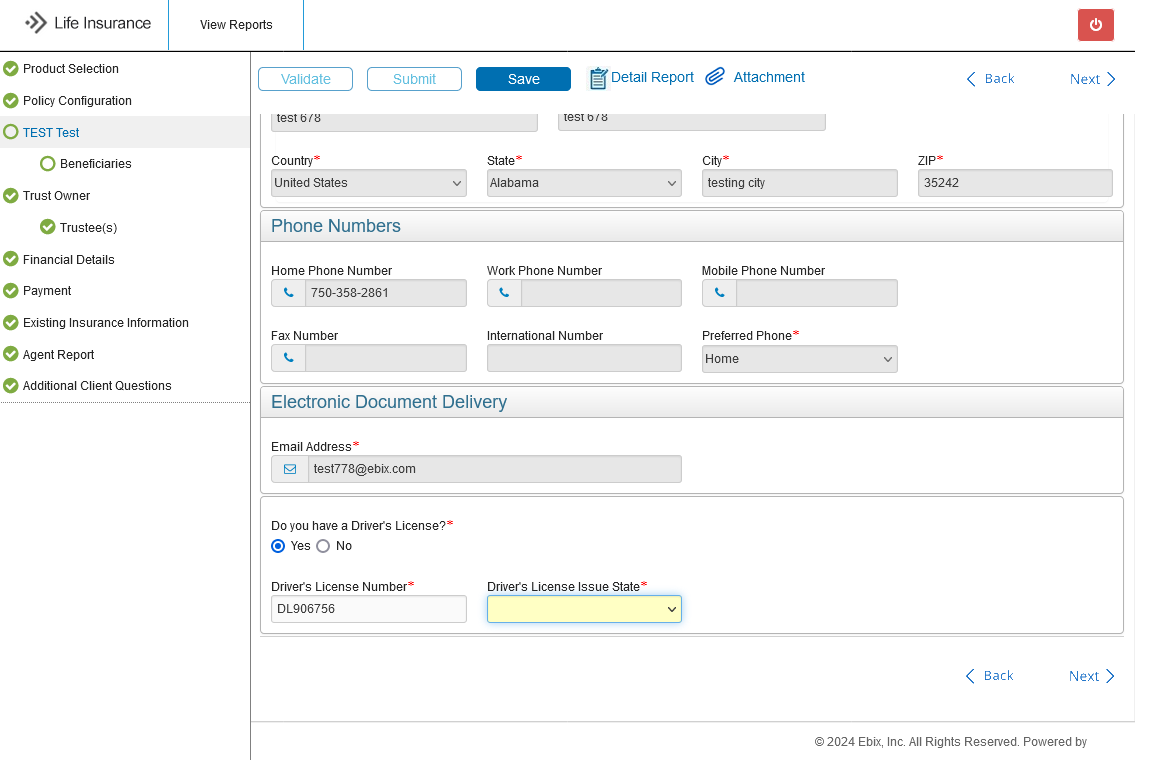 Life Insurance
View Reports
Product Selection
Policy Configuration
TEST Test
Beneficiaries
Trust Owner
Trustee(s)
Financial Details
Payment
Existing Insurance Information
Agent Report
Additional Client Questions
Validate Submit Save Detail Report Attachment Back Next
test 678 test 678
Country* State* City* ZIP*
United States Alabama testing city 35242
Phone Numbers
Home Phone Number Work Phone Number Mobile Phone Number
750-358-2861
Fax Number International Number Preferred Phone*
Home
Electronic Document Delivery
Email Address*
test778@ebix.com
Do you have a Driver's License?*
Yes No
Driver's License Number* Driver's License Issue State*
DL906756
Back Next
© 2024 Ebix, Inc. All Rights Reserved. Powered by